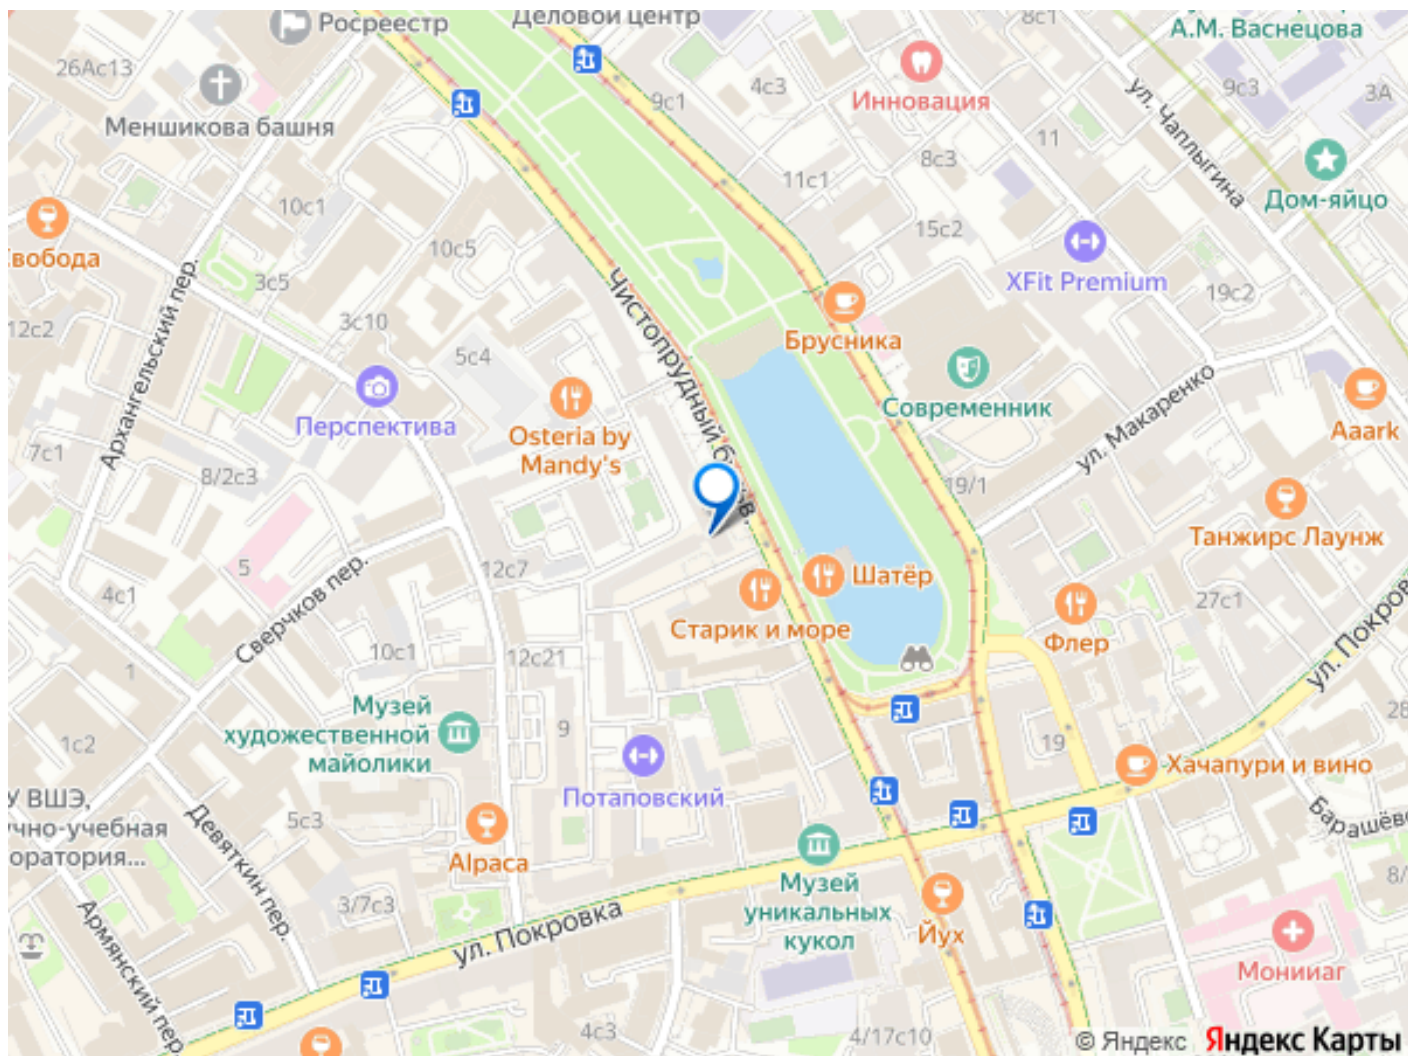 Росреестр
Деловой центр
8с1
А.М. Васнецова
26Ас13
9с1
4с3
Инновация
9с3
3А
ул. Чаплыгина
Меншикова башня
11
8с3
11с1
Дом-яйцо
10с1
10с5
15с2
XFit Premium
19с2
3с5
Архангельский пер.
12с2
3с10
Чистопрудный
Брусника
5с4
Современник
ул. Макаренко
Aaark
Перспектива
Osteria by
Mandy's
7с1
8/2с3
19/1
Танжирс Лаунж
5
12с7
Шатёр
4с1
Сверчков пер.
Старик и море
27с1
Флер
10с1
12с21
1
ул. Покров
Музей
художественной
майолики
9
1с2
19
28
Хачапури и вино
Потаповский
У ВШЭ,
чно-учебная
оратория...
5с3
Девяткин пер.
Alpaca
Барашёво
Музей
уникальных
кукол
8/
3/7с3
ул. Покровка
Йух
Армянский пер.
Мониаг
4с3
4/17с10
© Яндекс
Яндекс Карты